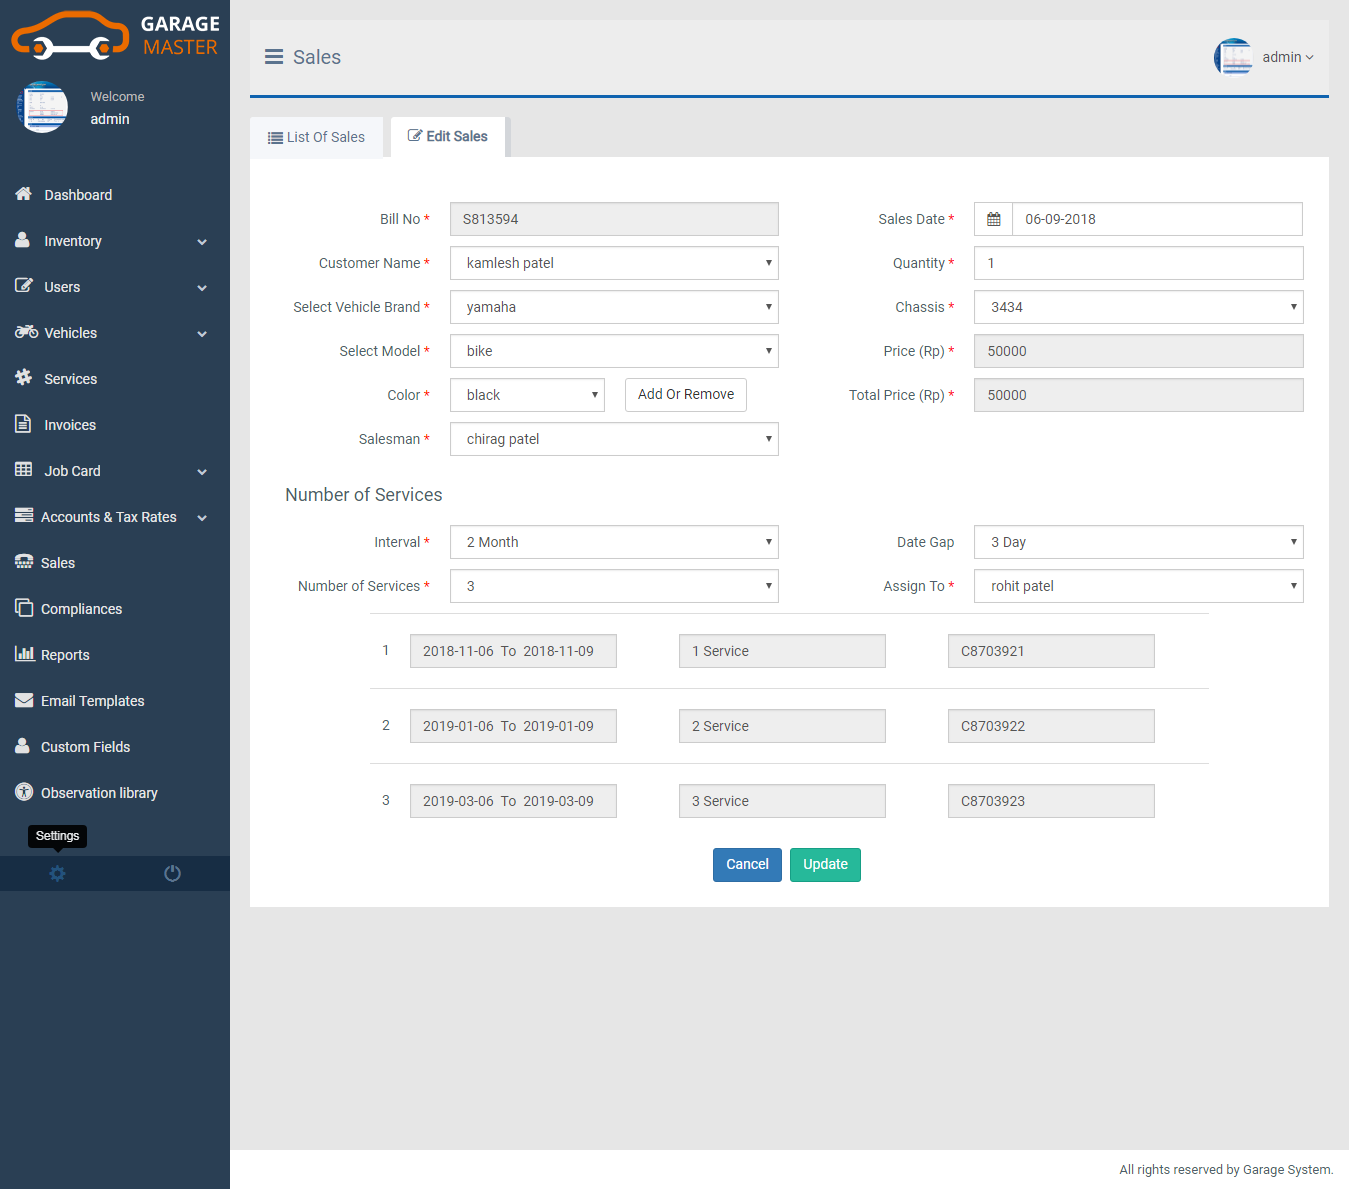 GARAGE
MASTER
Welcome
admin
Dashboard
Inventory
Users
Vehicles
Services
Invoices
Job Card
Accounts & Tax Rates
Sales
Compliances
Reports
Email Templates
Custom Fields
Observation library
Settings
Sales
admin
List Of Sales
Edit Sales
Bill No * S813594
Sales Date * 06-09-2018
Customer Name * kamlesh patel
Quantity * 1
Select Vehicle Brand * yamaha
Chassis * 3434
Select Model * bike
Price (Rp) * 50000
Color * black Add Or Remove
Total Price (Rp) * 50000
Salesman * chirag patel
Number of Services
Interval * 2 Month
Date Gap 3 Day
Number of Services * 3
Assign To * rohit patel
1 2018-11-06 To 2018-11-09 1 Service C8703921
2 2019-01-06 To 2019-01-09 2 Service C8703922
3 2019-03-06 To 2019-03-09 3 Service C8703923
Cancel Update
All rights reserved by Garage System.